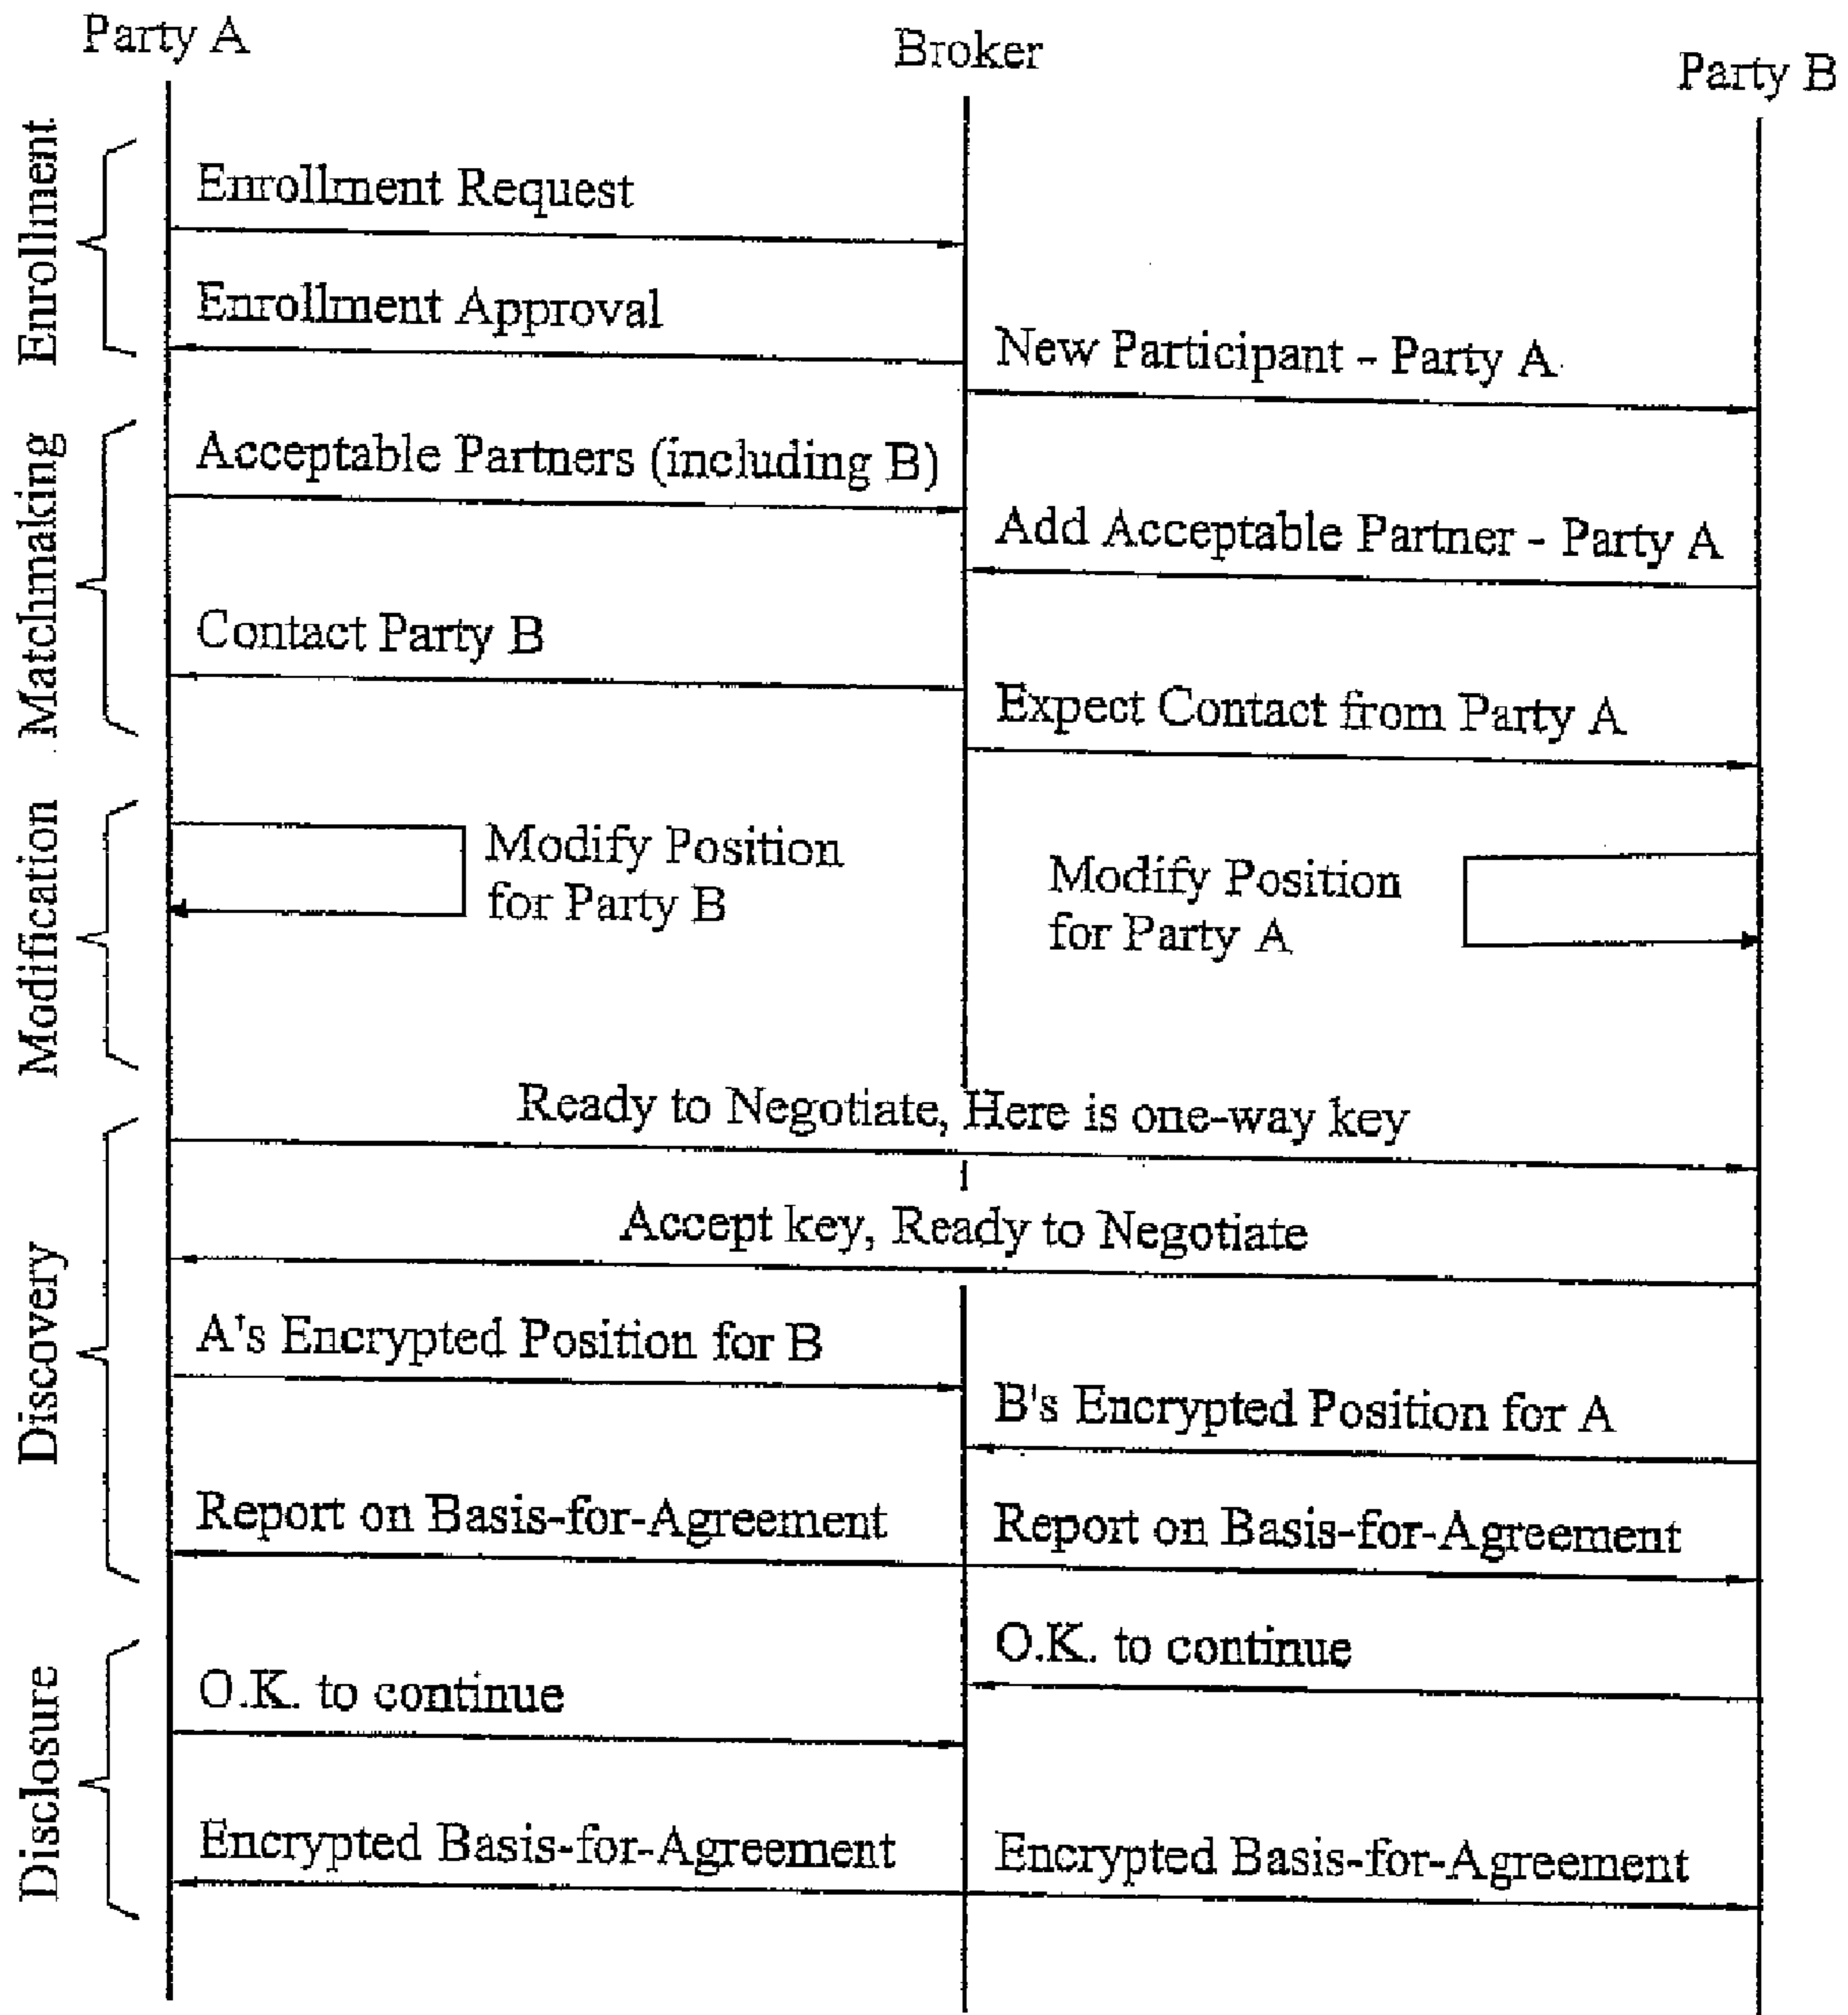 Party A
Broker
Party B
Enrollment
Enrollment Request
Enrollment Approval
New Participant - Party A
Matchmaking
Acceptable Partners (including B)
Add Acceptable Partner - Party A
Contact Party B
Expect Contact from Party A
Modification
Modify Position
for Party B
Modify Position
for Party A
Discovery
Ready to Negotiate, Here is one-way key
Accept key, Ready to Negotiate
A's Encrypted Position for B
B's Encrypted Position for A
Report on Basis-for-Agreement
Report on Basis-for-Agreement
Disclosure
O.K. to continue
O.K. to continue
Encrypted Basis-for-Agreement
Encrypted Basis-for-Agreement